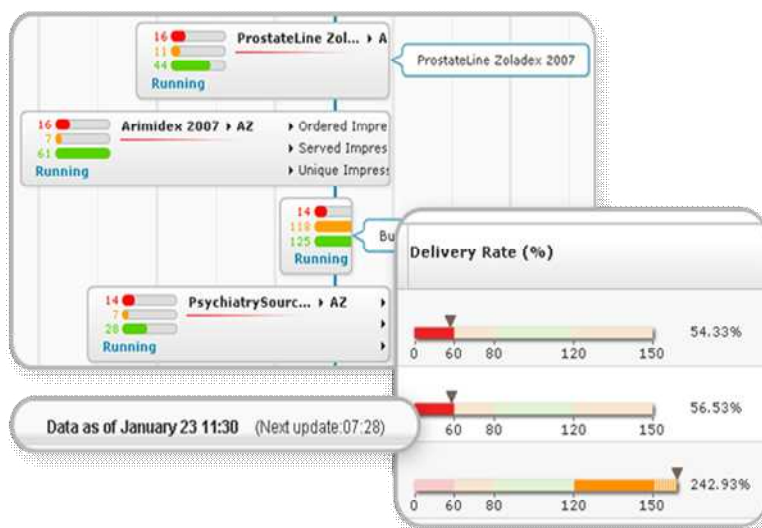 16
11
44
Running
ProstateLine Zol... ▸ A
ProstateLine Zoladex 2007
16
7
61
Running
Arimidex 2007 ▸ AZ
▸ Ordered Impre
▸ Served Impres
▸ Unique Impress
14
118
125
Running
Bu
14
7
28
Running
PsychiatrySourc... ▸ AZ
Data as of January 23 11:30 (Next update:07:28)
Delivery Rate (%)
54.33%
0 60 80 120 150
56.53%
0 60 80 120 150
242.93%
0 60 80 120 150